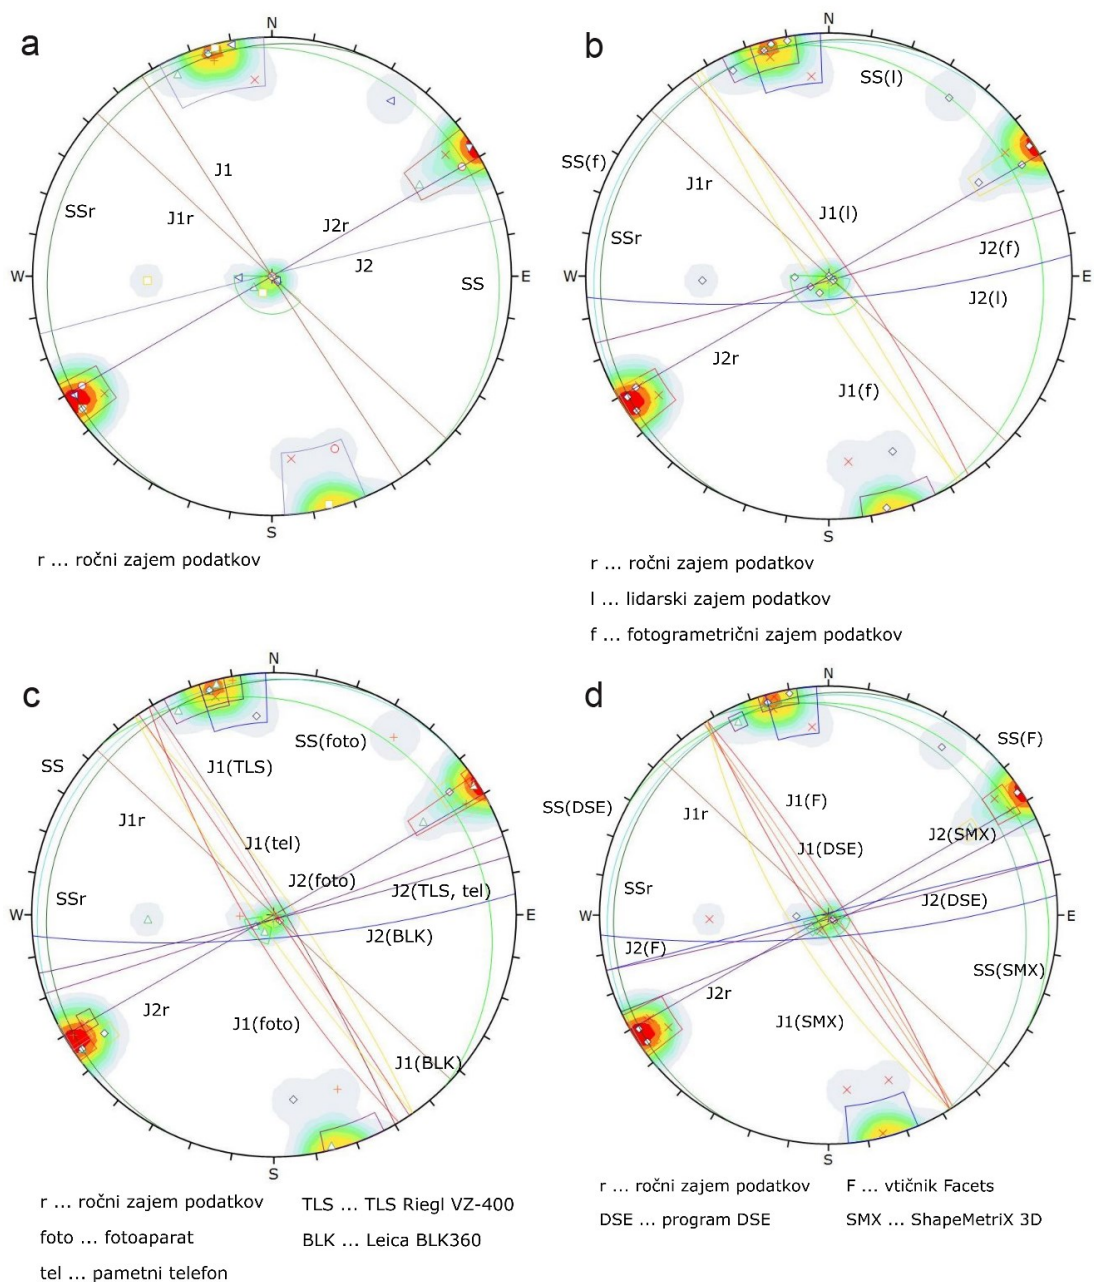 a
N
J1
SSr
J1r
J2r
J2
W
E
SS
S
r ... ročni zajem podatkov
b
N
SS(l)
SS(f)
J1r
J1(l)
SSr
J2(f)
W
E
J2(l)
J2r
J1(f)
S
r ... ročni zajem podatkov
l ... lidarski zajem podatkov
f ... fotogrametrični zajem podatkov
c
N
SS(foto)
SS
J1(TLS)
J1r
J1(tel)
J2(foto)
J2(TLS, tel)
SSr
W
E
J2(BLK)
J2r
J1(foto)
J1(BLK)
S
r ... ročni zajem podatkov
foto ... fotoaparat
tel ... pametni telefon
TLS ... TLS Riegl VZ-400
BLK ... Leica BLK360
d
N
SS(F)
SS(DSE)
J1(F)
J1r
J2(SMX)
J1(DSE)
SSr
J2(DSE)
W
E
J2(F)
SS(SMX)
J2r
J1(SMX)
S
r ... ročni zajem podatkov
DSE ... program DSE
F ... vtičnik Facets
SMX ... ShapeMetriX 3D